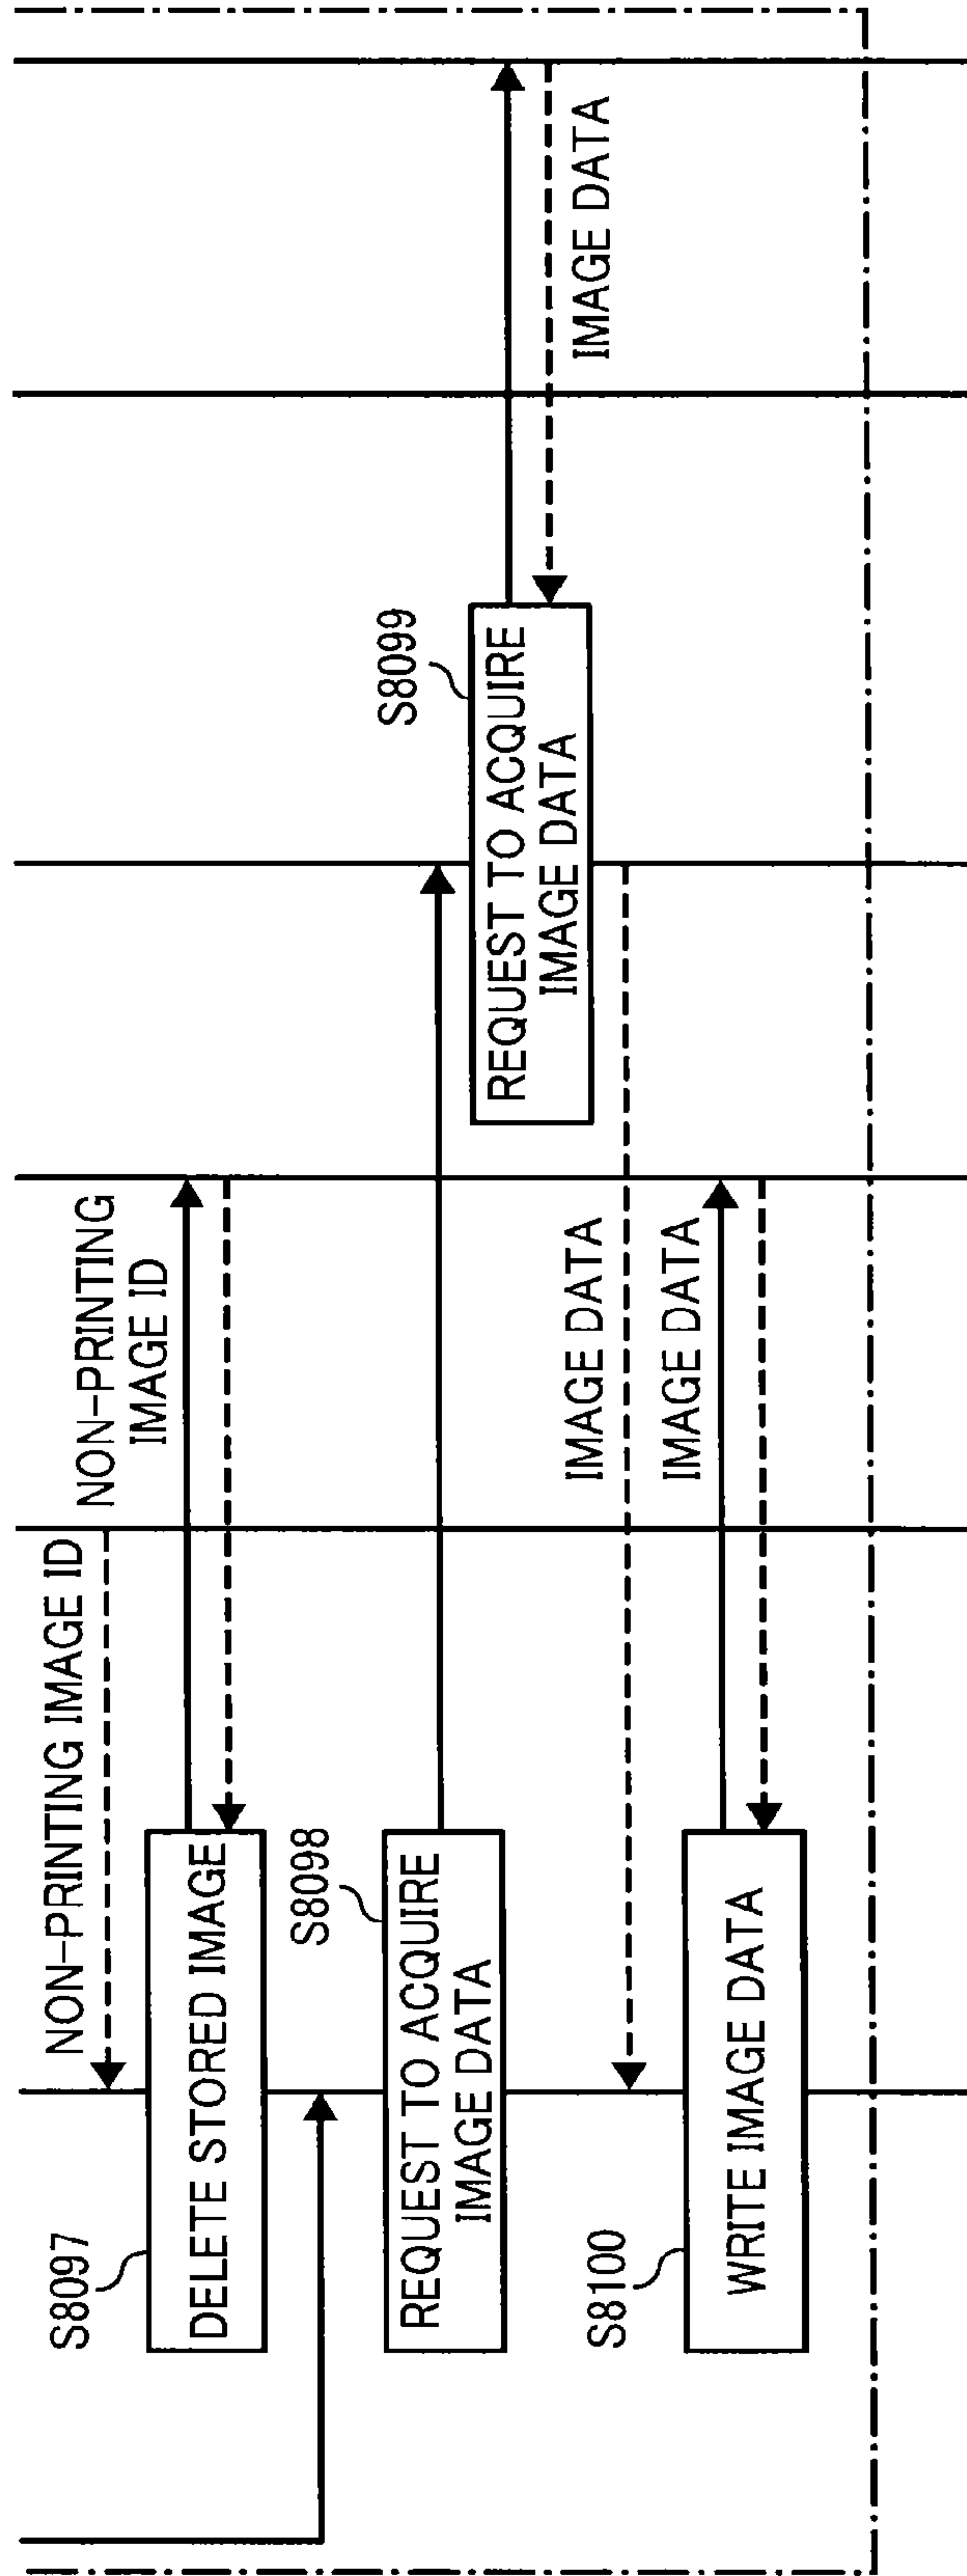 NON-PRINTING IMAGE ID
S8097
DELETE STORED IMAGE
NON-PRINTING
IMAGE ID
S8098
REQUEST TO ACQUIRE
IMAGE DATA
S8099
REQUEST TO ACQUIRE
IMAGE DATA
IMAGE DATA
IMAGE DATA
S8100
WRITE IMAGE DATA
IMAGE DATA